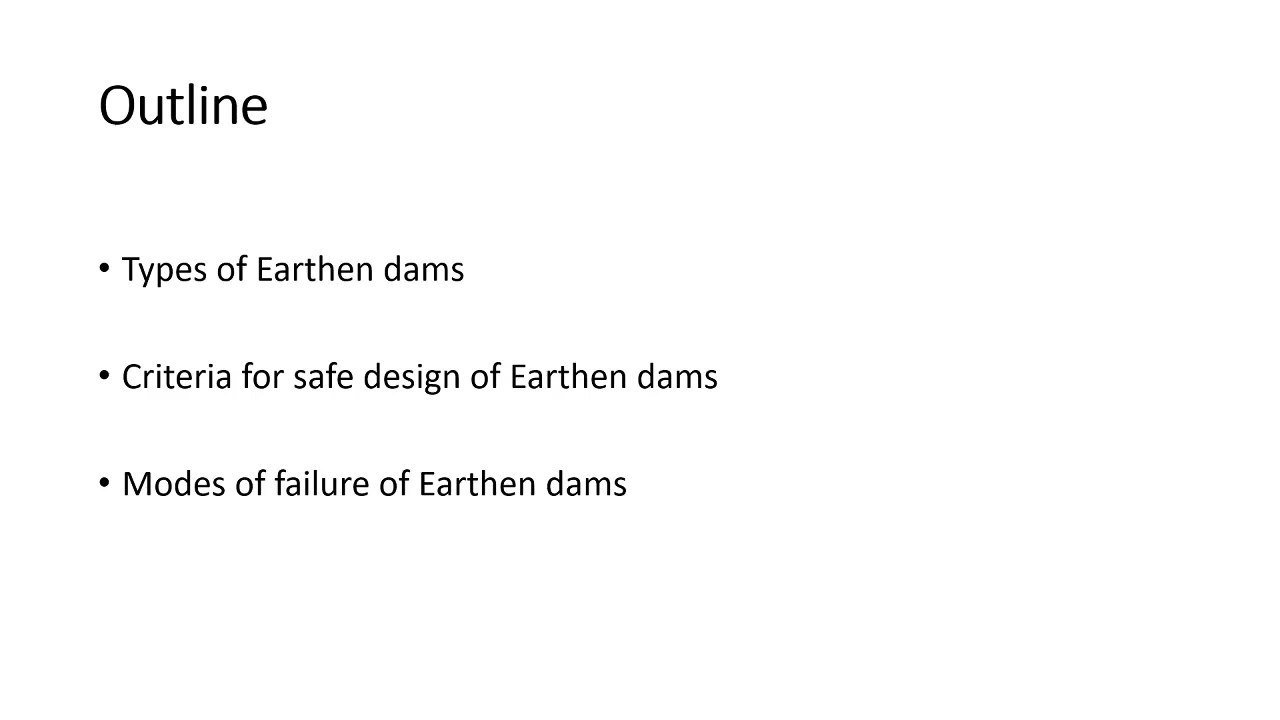 Outline
• Types of Earthen dams
• Criteria for safe design of Earthen dams
• Modes of failure of Earthen dams